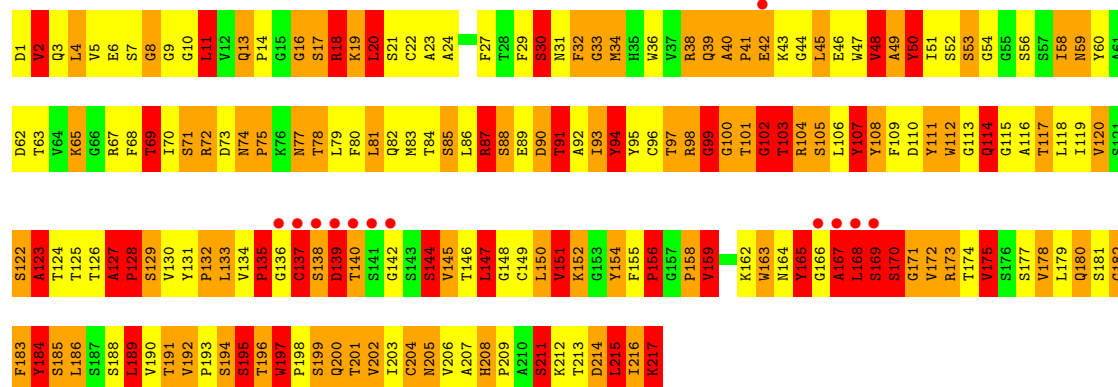 D1 V2 Q3 L4 V5 E6 S7 G8 G9 G10 L11 V12 Q13 P14 G15 G16 S17 R18 K19 L20 S21 C22 A23 A24 F27 T28 F29 S30 N31 F32 G33 M34 H35 W36 V37 R38 Q39 A40 P41 E42 K43 G44 L45 E46 W47 V48 A49 Y50 I51 S52 S53 G54 G55 S56 S57 I58 N59 Y60 A61
D62 T63 V64 K65 G66 R67 F68 T69 I70 S71 R72 D73 N74 P75 K76 N77 T78 L79 F80 L81 Q82 M83 T84 S85 L86 R87 S88 E89 D90 T91 A92 I93 Y94 Y95 C96 T97 R98 G99 G100 T101 G102 T103 R104 S105 L106 Y107 Y108 F109 D110 Y111 W112 G113 Q114 G115 A116 T117 L118 I119 V120 S121
S122 A123 T124 T125 T126 A127 P128 S129 V130 Y131 P132 L133 V134 P135 G136 C137 S138 D139 T140 S141 G142 S143 S144 V145 T146 L147 G148 C149 L150 V151 K152 G153 Y154 F155 P156 G157 P158 V159 K162 W163 N164 Y165 G166 A167 L168 S169 S170 G171 V172 R173 T174 V175 S176 S177 V178 L179 Q180 S181 G182
F183 Y184 S185 L186 S187 S188 L189 V190 T191 V192 P193 S194 S195 T196 W197 P198 S199 Q200 T201 V202 I203 C204 N205 V206 A207 H208 P209 A210 S211 K212 T213 D214 L215 I216 K217